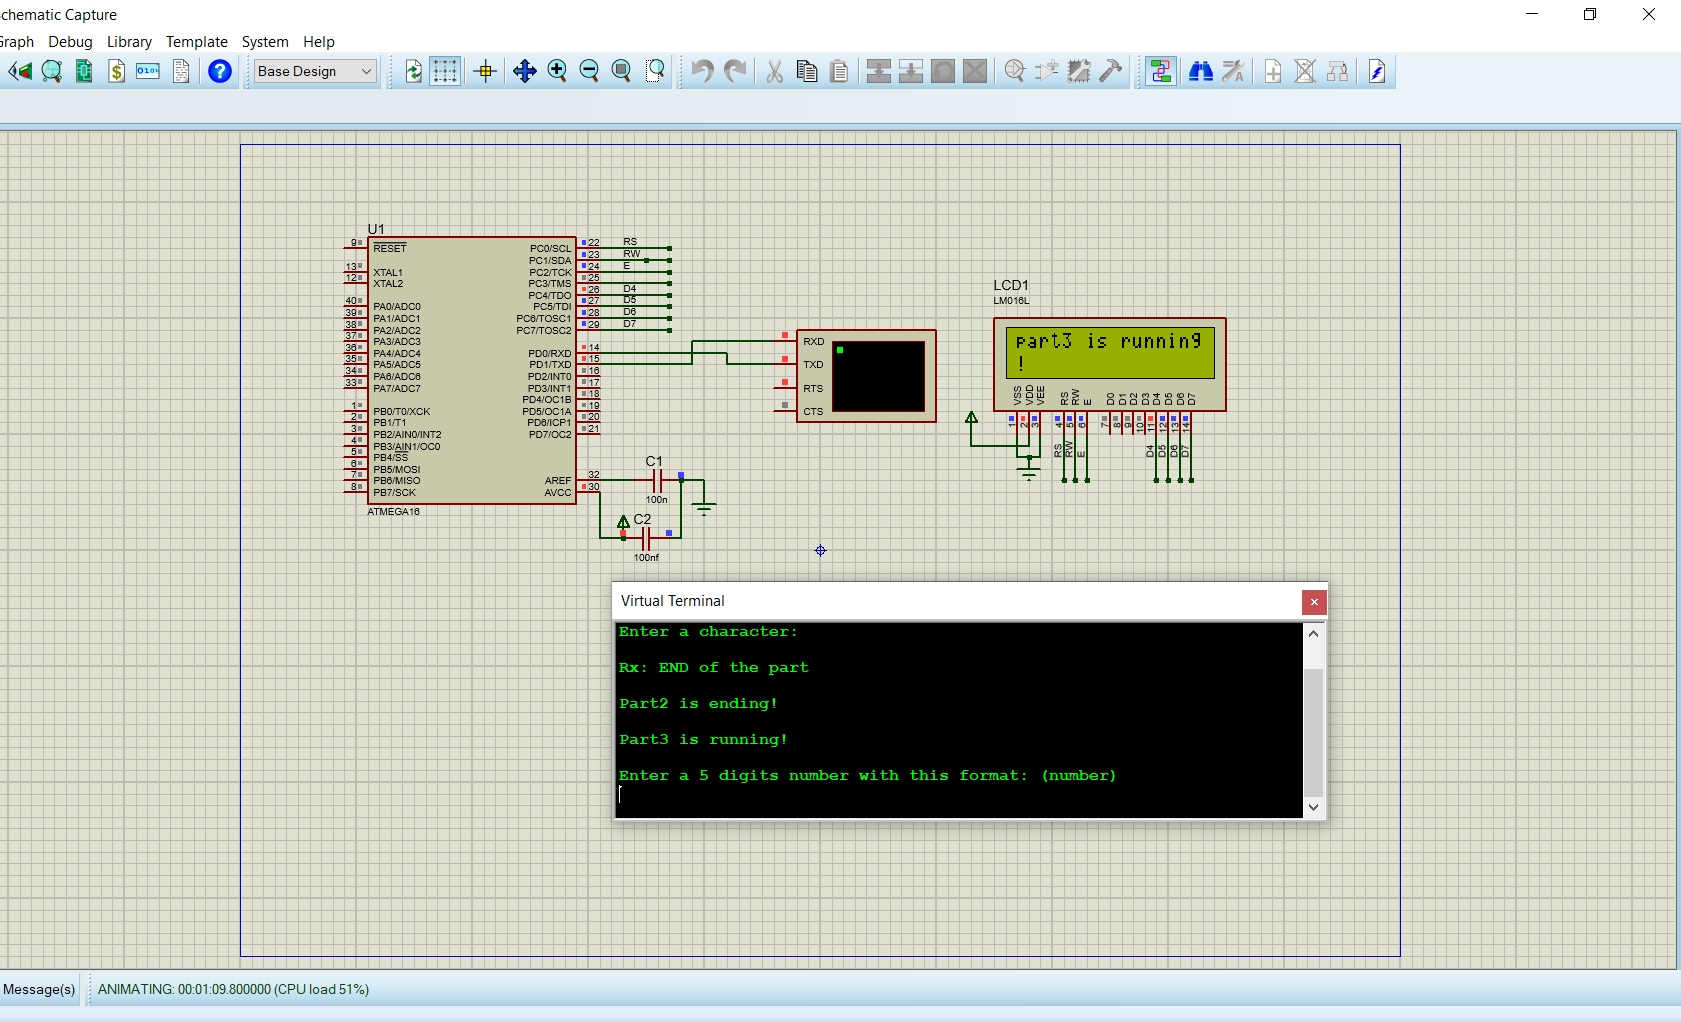 chematic Capture
Graph Debug Library Template System Help
$ 0101 ? Base Design
U1
9 RESET
13 XTAL1
12 XTAL2
40 PA0/ADC0
39 PA1/ADC1
38 PA2/ADC2
37 PA3/ADC3
36 PA4/ADC4
35 PA5/ADC5
34 PA6/ADC6
33 PA7/ADC7
1 PB0/T0/XCK
2 PB1/T1
3 PB2/AIN0/INT2
4 PB3/AIN1/OC0
5 PB4/SS
6 PB5/MOSI
7 PB6/MISO
8 PB7/SCK
PC0/SCL 22 RS
PC1/SDA 23 RW
PC2/TCK 24 E
PC3/TMS 25
PC4/TDO 26 D4
PC5/TDI 27 D5
PC6/TOSC1 28 D6
PC7/TOSC2 29 D7
PD0/RXD 14
PD1/TXD 15
PD2/INT0 16
PD3/INT1 17
PD4/OC1B 18
PD5/OC1A 19
PD6/ICP1 20
PD7/OC2 21
AREF 32
AVCC 30
ATMEGA16
C1
100n
C2
100nf
RXD
TXD
RTS
CTS
LCD1
LM016L
part3 is running
!
VSS VDD VEE RS RW E D0 D1 D2 D3 D4 D5 D6 D7
1 2 3 4 5 6 7 8 9 10 11 12 13 14
RS RW E D4 D5 D6 D7
Virtual Terminal
Enter a character:
Rx: END of the part
Part2 is ending!
Part3 is running!
Enter a 5 digits number with this format: (number)
Message(s) ANIMATING: 00:01:09.800000 (CPU load 51%)